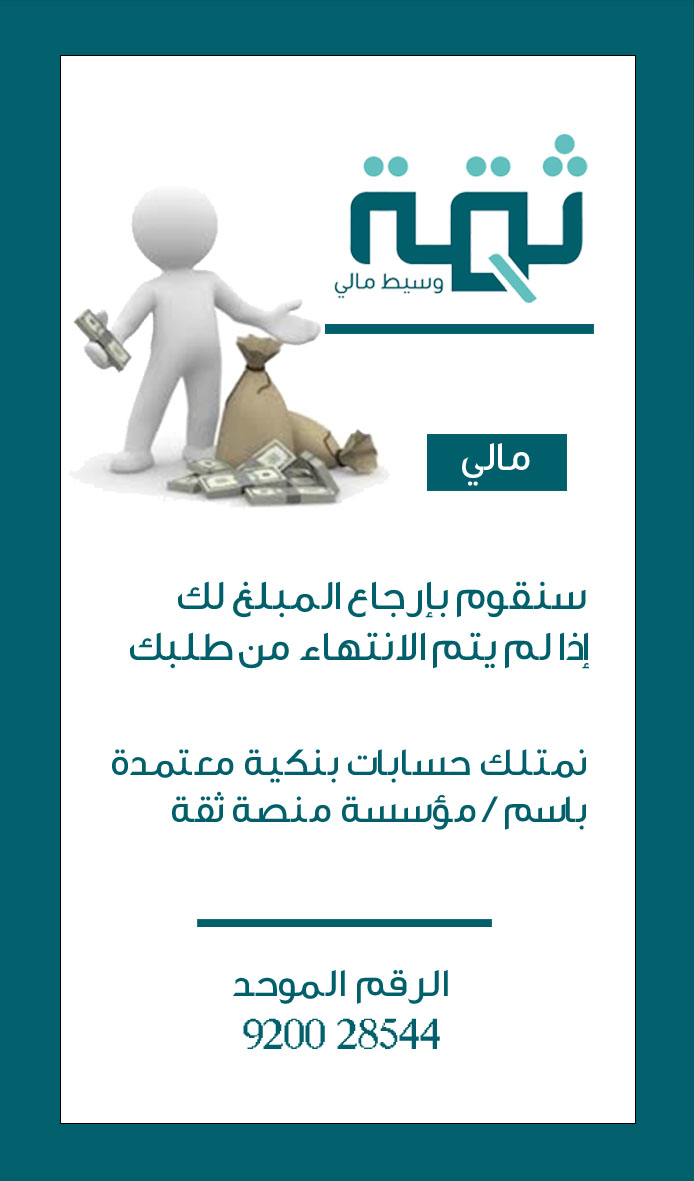 ثقة
وسيط مالي
مالي
سنقوم بإرجاع المبلغ لك
إذا لم يتم الانتهاء من طلبك
نمتلك حسابات بنكية معتمدة
باسم / مؤسسة منصة ثقة
الرقم الموحد
9200 28544